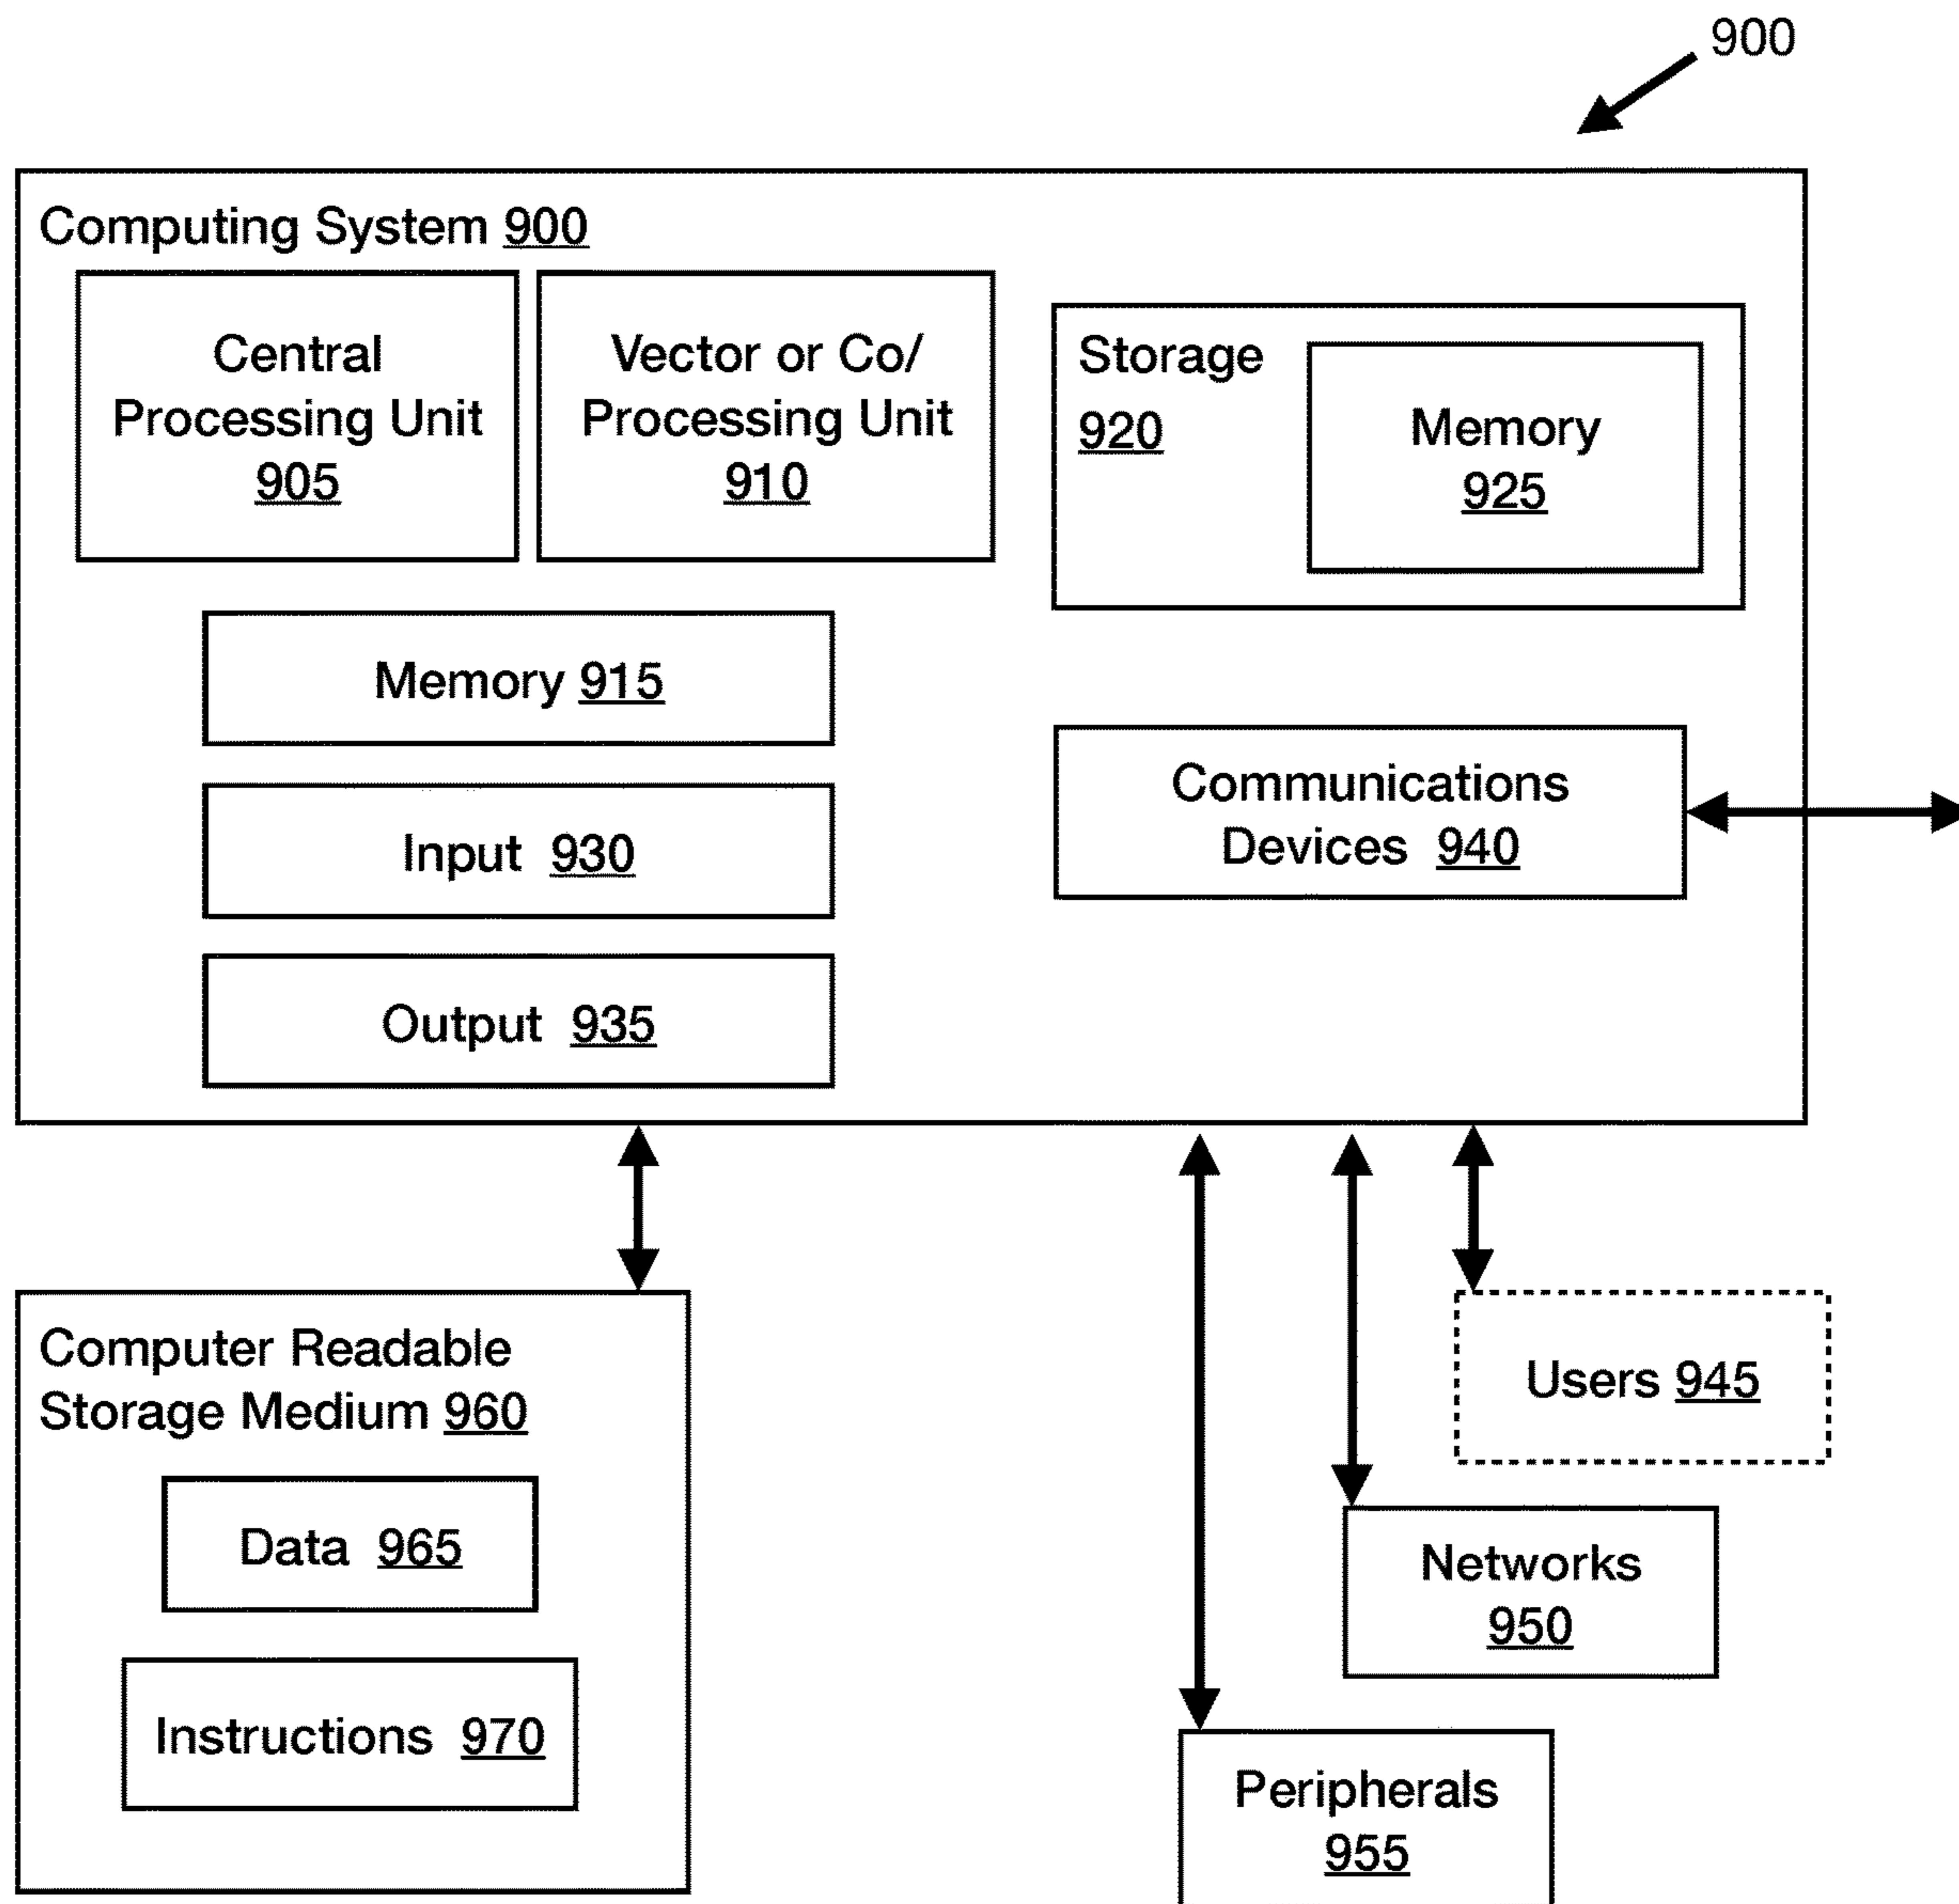 900
Computing System 900
Central
Processing Unit
905
Vector or Co/
Processing Unit
910
Storage
920
Memory
925
Memory 915
Input 930
Output 935
Communications
Devices 940
Computer Readable
Storage Medium 960
Data 965
Instructions 970
Users 945
Networks
950
Peripherals
955